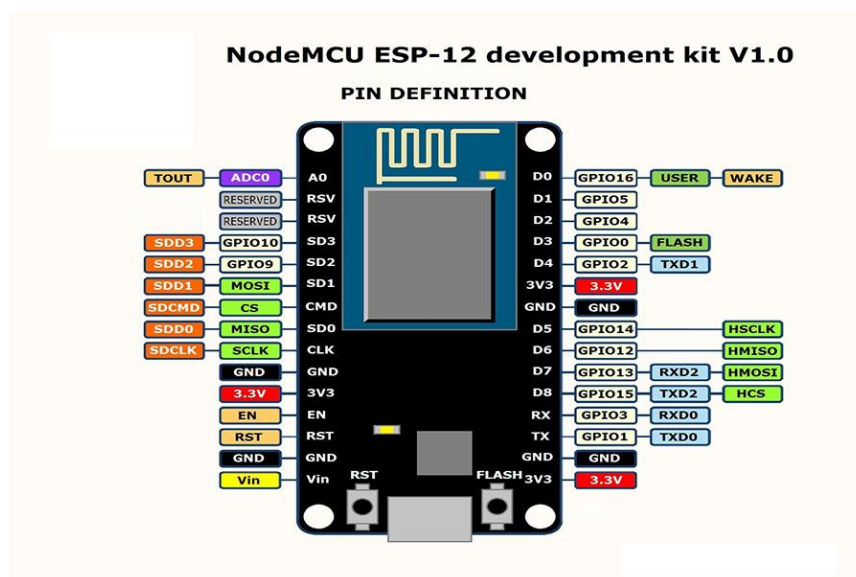 NodeMCU ESP-12 development kit V1.0
PIN DEFINITION
TOUT ADC0 A0 D0 GPIO16 USER WAKE
RESERVED RSV D1 GPIO5
RESERVED RSV D2 GPIO4
SDD3 GPIO10 SD3 D3 GPIO0 FLASH
SDD2 GPIO9 SD2 D4 GPIO2 TXD1
SDD1 MOSI SD1 3V3 3.3V
SDCMD CS CMD GND GND
SDD0 MISO SD0 D5 GPIO14 HSCLK
SDCLK SCLK CLK D6 GPIO12 HMISO
GND GND D7 GPIO13 RXD2 HMOSI
3.3V 3V3 D8 GPIO15 TXD2 HCS
EN EN RX GPIO3 RXD0
RST RST TX GPIO1 TXD0
GND GND GND GND
Vin Vin RST FLASH 3V3 3.3V